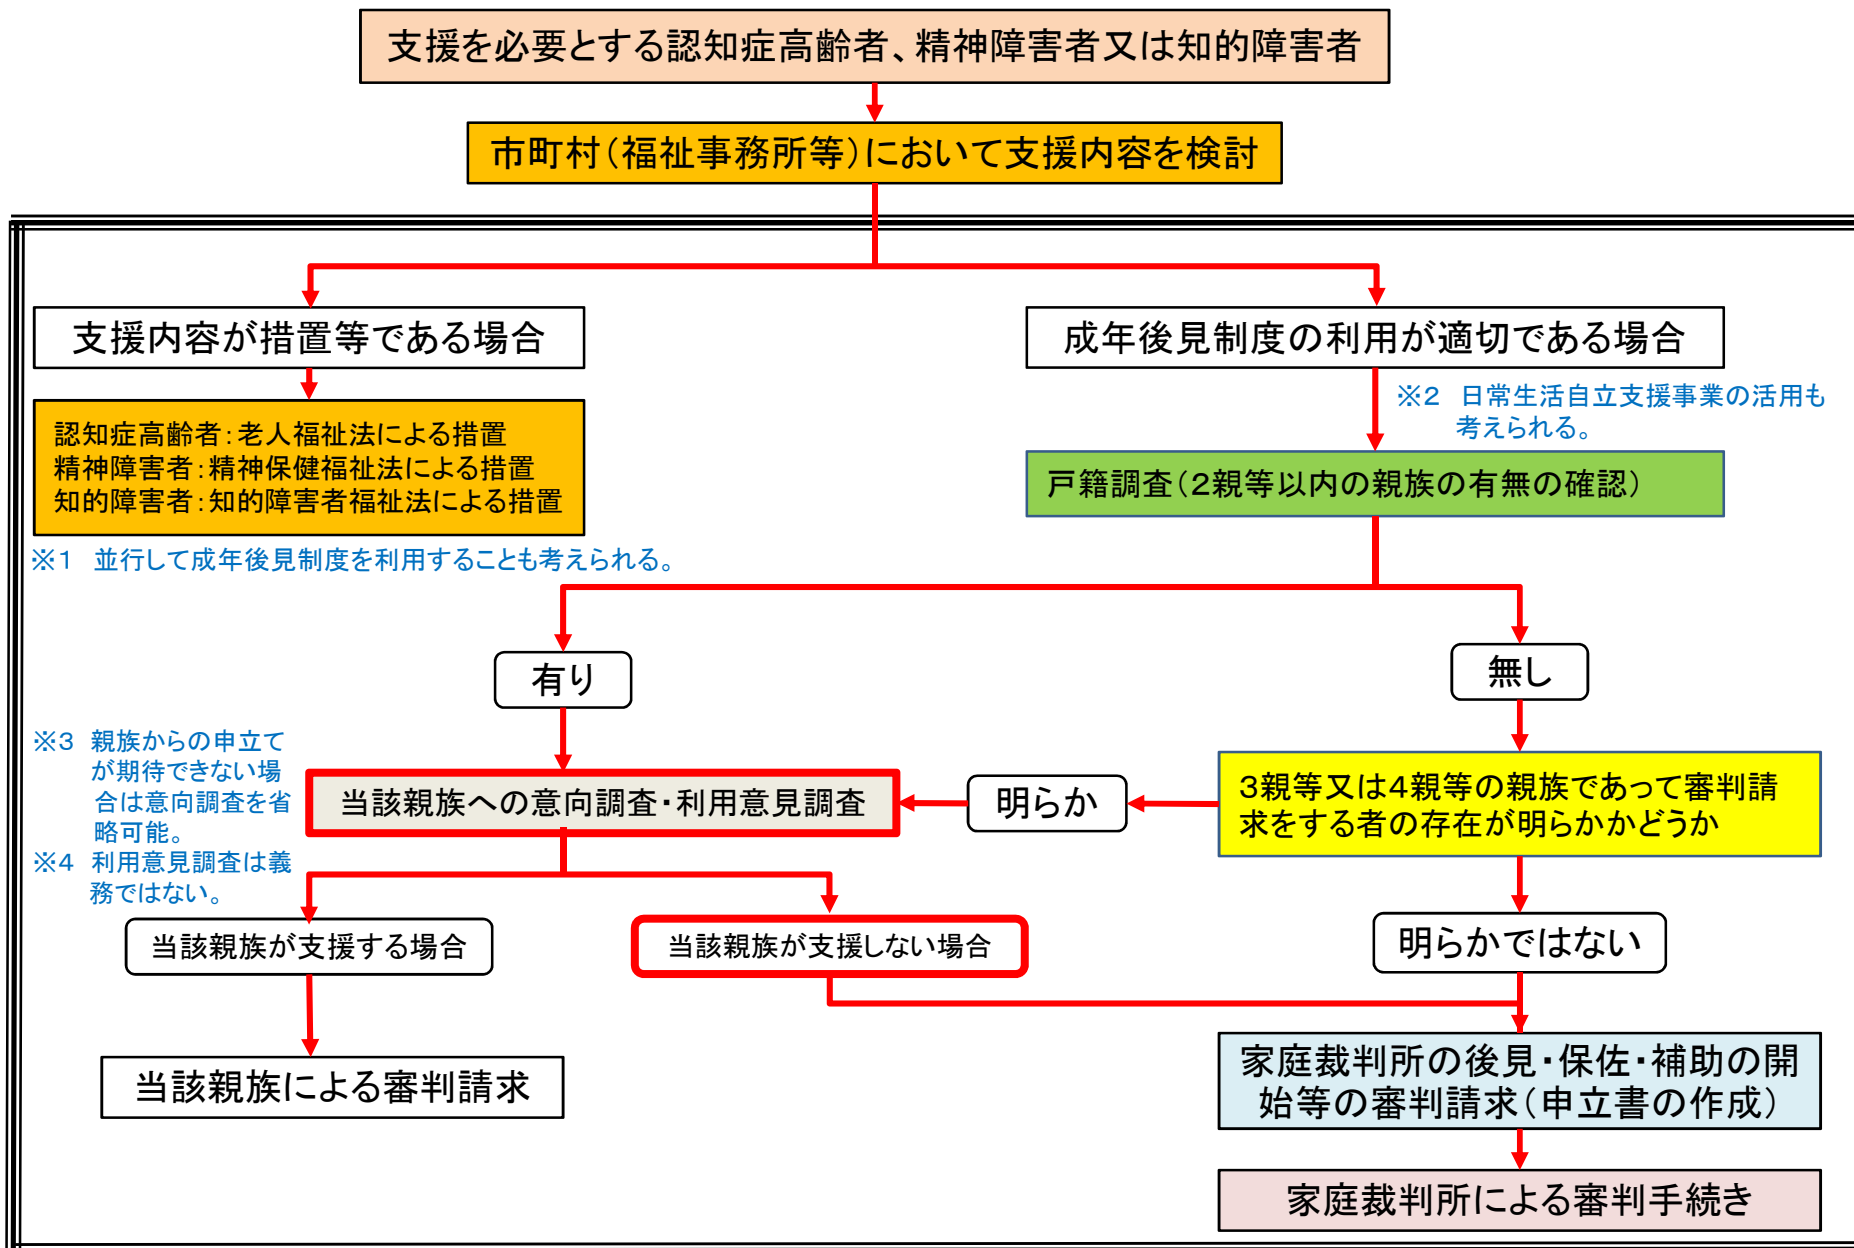 支援を必要とする認知症高齢者、精神障害者又は知的障害者
市町村（福祉事務所等）において支援内容を検討
支援内容が措置等である場合
成年後見制度の利用が適切である場合
認知症高齢者：老人福祉法による措置
精神障害者：精神保健福祉法による措置
知的障害者：知的障害者福祉法による措置
※1　並行して成年後見制度を利用することも考えられる。
※2　日常生活自立支援事業の活用も
考えられる。
戸籍調査（2親等以内の親族の有無の確認）
有り
無し
※3　親族からの申立て
が期待できない場
合は意向調査を省
略可能。
※4　利用意見調査は義
務ではない。
当該親族への意向調査・利用意見調査
明らか
3親等又は4親等の親族であって審判請
求をする者の存在が明らかかどうか
当該親族が支援する場合
当該親族が支援しない場合
明らかではない
当該親族による審判請求
家庭裁判所の後見・保佐・補助の開
始等の審判請求（申立書の作成）
家庭裁判所による審判手続き